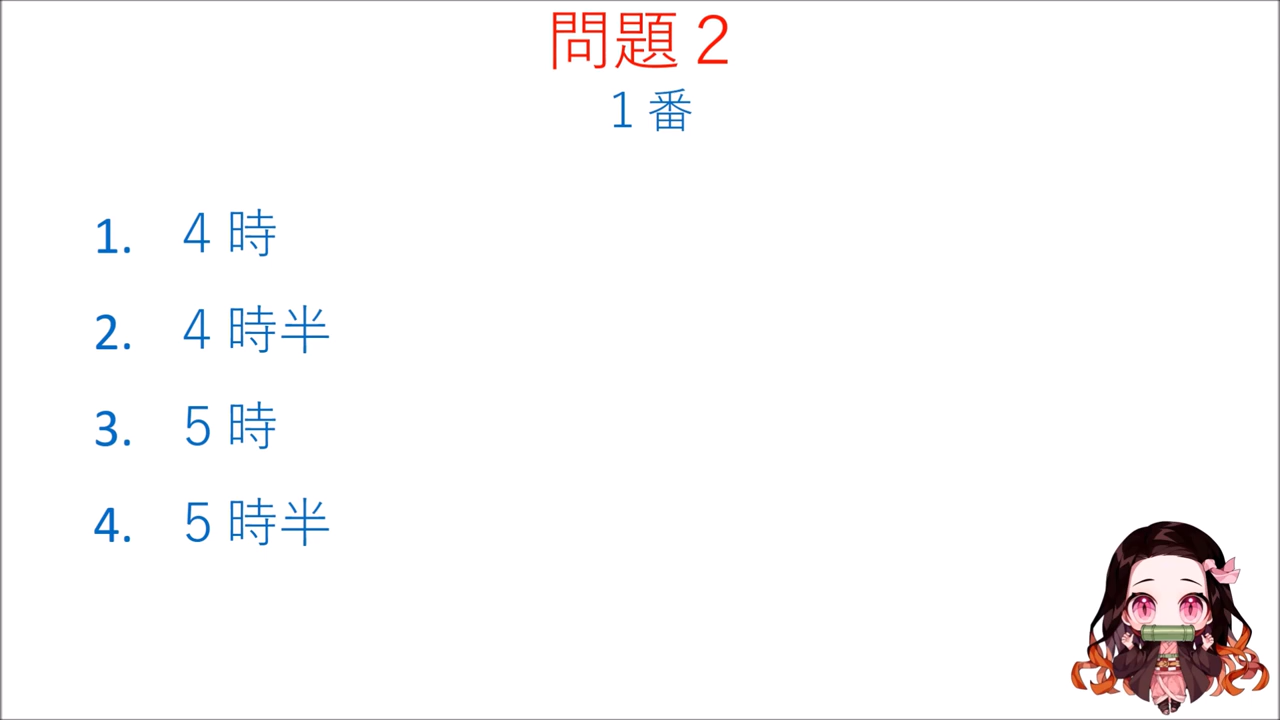 問題２
１番
1. ４時
2. ４時半
3. ５時
4. ５時半